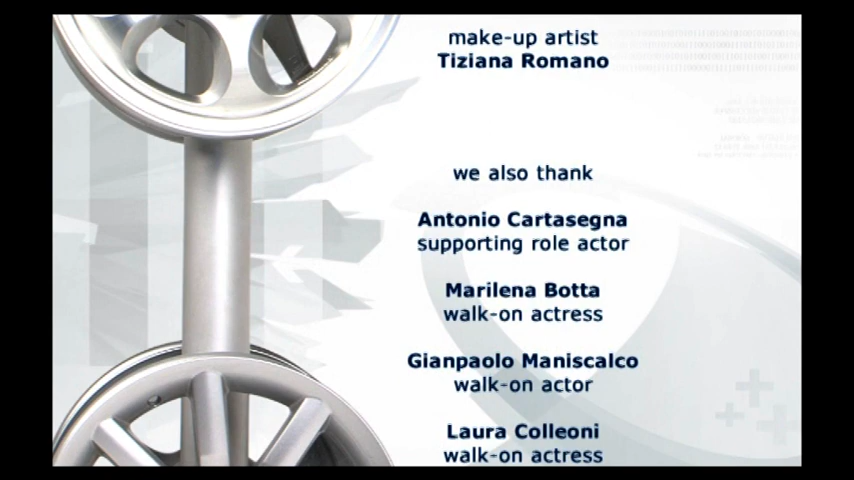 make-up artist
Tiziana Romano
we also thank
Antonio Cartasegna
supporting role actor
Marilena Botta
walk-on actress
Gianpaolo Maniscalco
walk-on actor
Laura Colleoni
walk-on actress